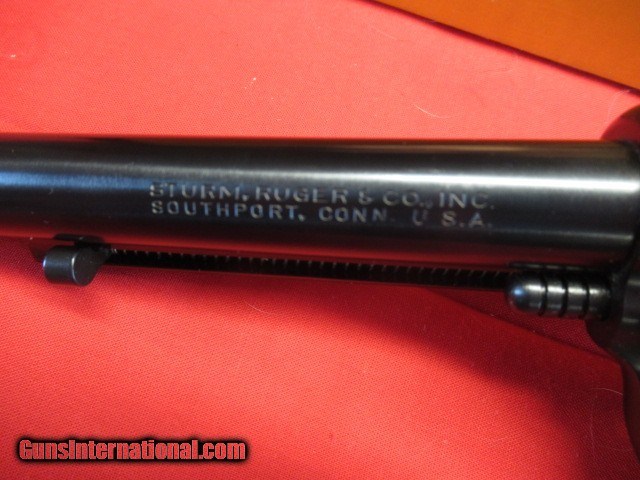 STURM, RUGER & CO., INC.
SOUTHPORT, CONN. U.S.A.
GunsInternational.com